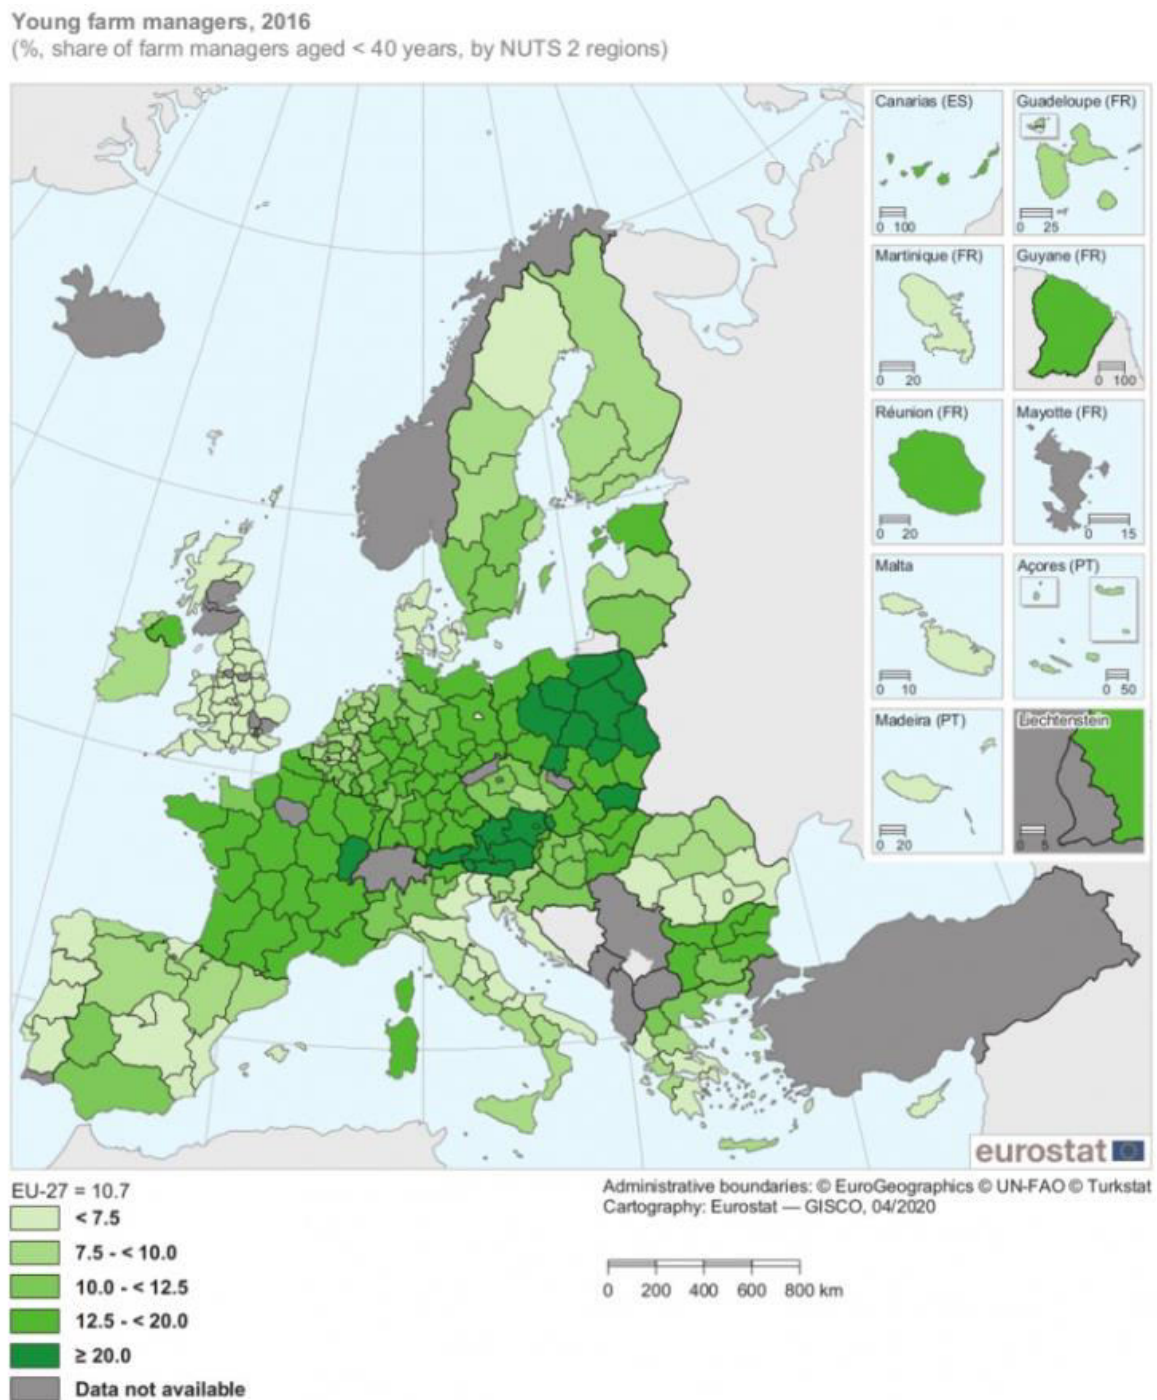 Young farm managers, 2016
(%, share of farm managers aged < 40 years, by NUTS 2 regions)
Canarias (ES)
0 100
Guadeloupe (FR)
0 25
Martinique (FR)
0 20
Guyane (FR)
0 100
Réunion (FR)
0 20
Mayotte (FR)
0 15
Malta
0 10
Açores (PT)
0 50
Madeira (PT)
0 20
Liechtenstein
0 5
eurostat
EU-27 = 10.7
< 7.5
7.5 - < 10.0
10.0 - < 12.5
12.5 - < 20.0
≥ 20.0
Data not available
Administrative boundaries: © EuroGeographics © UN-FAO © Turkstat
Cartography: Eurostat — GISCO, 04/2020
0 200 400 600 800 km